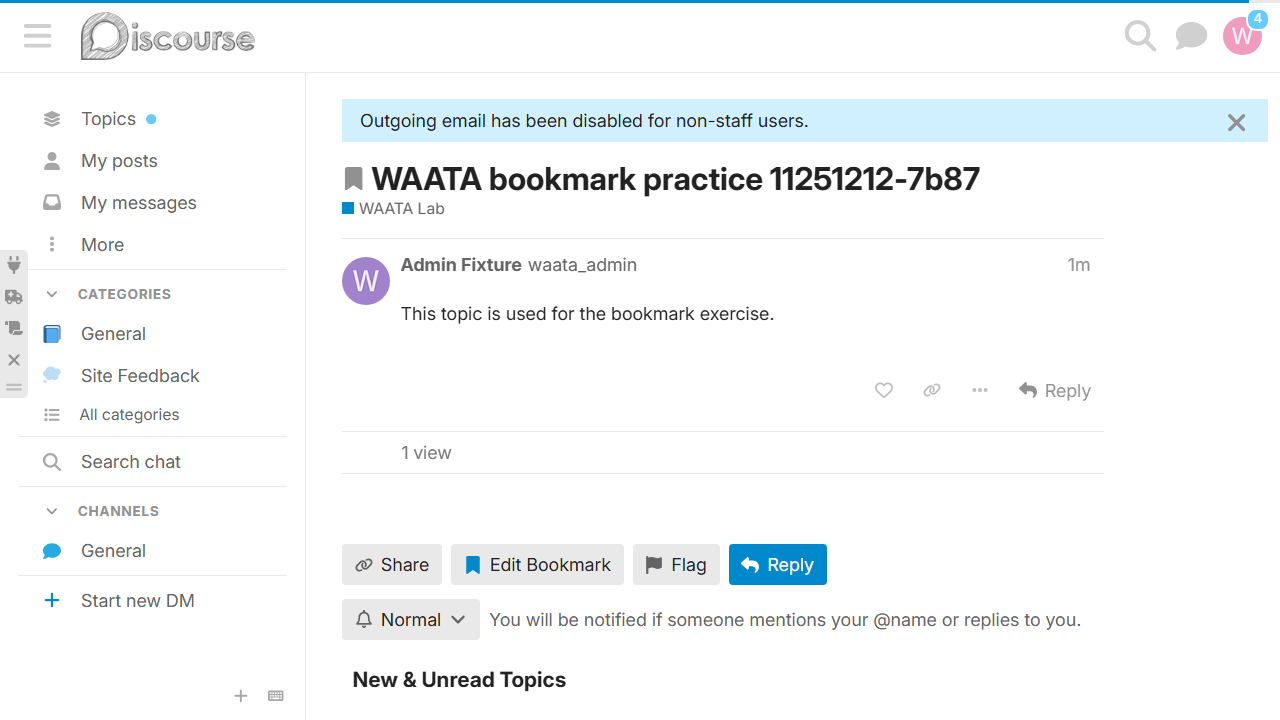 Discourse
4
W
Topics
My posts
My messages
More
CATEGORIES
General
Site Feedback
All categories
Search chat
CHANNELS
General
Start new DM
Outgoing email has been disabled for non-staff users.
WAATA bookmark practice 11251212-7b87
WAATA Lab
W
Admin Fixture waata_admin
1m
This topic is used for the bookmark exercise.
Reply
1 view
Share
Edit Bookmark
Flag
Reply
Normal
You will be notified if someone mentions your @name or replies to you.
New & Unread Topics